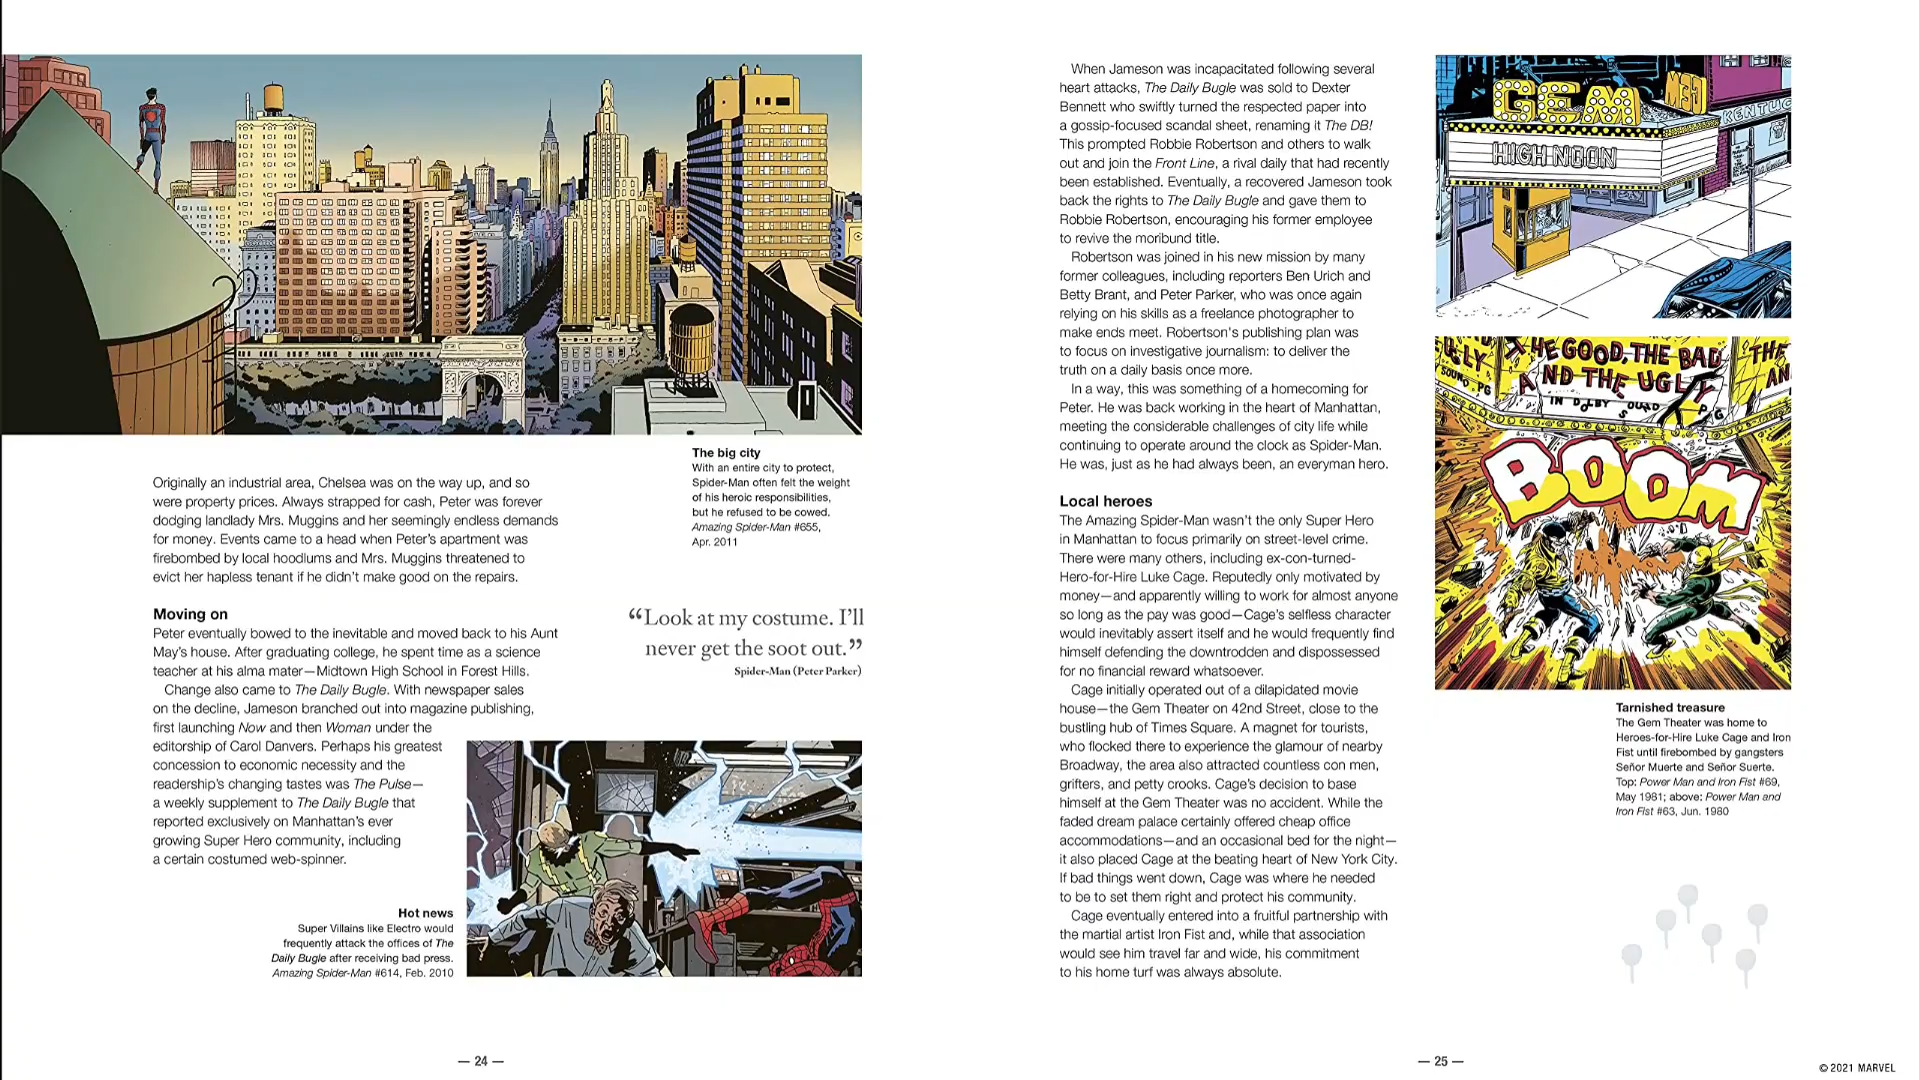 The big city
With an entire city to protect,
Spider-Man often felt the weight
of his heroic responsibilities,
but he refused to be cowed.
Amazing Spider-Man #655,
Apr. 2011
Originally an industrial area, Chelsea was on the way up, and so
were property prices. Always strapped for cash, Peter was forever
dodging landlady Mrs. Muggins and her seemingly endless demands
for money. Events came to a head when Peter's apartment was
firebombed by local hoodlums and Mrs. Muggins threatened to
evict her hapless tenant if he didn't make good on the repairs.
Moving on
Peter eventually bowed to the inevitable and moved back to his Aunt
May's house. After graduating college, he spent time as a science
teacher at his alma mater—Midtown High School in Forest Hills.
Change also came to The Daily Bugle. With newspaper sales
on the decline, Jameson branched out into magazine publishing,
first launching Now and then Woman under the
editorship of Carol Danvers. Perhaps his greatest
concession to economic necessity and the
readership's changing tastes was The Pulse—
a weekly supplement to The Daily Bugle that
reported exclusively on Manhattan's ever
growing Super Hero community, including
a certain costumed web-spinner.
“Look at my costume. I'll
never get the soot out.”
Spider-Man (Peter Parker)
Hot news
Super Villains like Electro would
frequently attack the offices of The
Daily Bugle after receiving bad press.
Amazing Spider-Man #614, Feb. 2010
— 24 —
When Jameson was incapacitated following several
heart attacks, The Daily Bugle was sold to Dexter
Bennett who swiftly turned the respected paper into
a gossip-focused scandal sheet, renaming it The DB!
This prompted Robbie Robertson and others to walk
out and join the Front Line, a rival daily that had recently
been established. Eventually, a recovered Jameson took
back the rights to The Daily Bugle and gave them to
Robbie Robertson, encouraging his former employee
to revive the moribund title.
Robertson was joined in his new mission by many
former colleagues, including reporters Ben Urich and
Betty Brant, and Peter Parker, who was once again
relying on his skills as a freelance photographer to
make ends meet. Robertson's publishing plan was
to focus on investigative journalism: to deliver the
truth on a daily basis once more.
In a way, this was something of a homecoming for
Peter. He was back working in the heart of Manhattan,
meeting the considerable challenges of city life while
continuing to operate around the clock as Spider-Man.
He was, just as he had always been, an everyman hero.
Local heroes
The Amazing Spider-Man wasn't the only Super Hero
in Manhattan to focus primarily on street-level crime.
There were many others, including ex-con-turned-
Hero-for-Hire Luke Cage. Reputedly only motivated by
money—and apparently willing to work for almost anyone
so long as the pay was good—Cage's selfless character
would inevitably assert itself and he would frequently find
himself defending the downtrodden and dispossessed
for no financial reward whatsoever.
Cage initially operated out of a dilapidated movie
house—the Gem Theater on 42nd Street, close to the
bustling hub of Times Square. A magnet for tourists,
who flocked there to experience the glamour of nearby
Broadway, the area also attracted countless con men,
grifters, and petty crooks. Cage's decision to base
himself at the Gem Theater was no accident. While the
faded dream palace certainly offered cheap office
accommodations—and an occasional bed for the night—
it also placed Cage at the beating heart of New York City.
If bad things went down, Cage was where he needed
to be to set them right and protect his community.
Cage eventually entered into a fruitful partnership with
the martial artist Iron Fist and, while that association
would see him travel far and wide, his commitment
to his home turf was always absolute.
GEM
HIGH NOON
KENTUC
GLY
SOUND. PG
THE GOOD, THE BAD
AND THE UGLY
IN DOLBY SOUND PG
THE
AN
BOOM
Tarnished treasure
The Gem Theater was home to
Heroes-for-Hire Luke Cage and Iron
Fist until firebombed by gangsters
Señor Muerte and Señor Suerte.
Top: Power Man and Iron Fist #69,
May 1981; above: Power Man and
Iron Fist #63, Jun. 1980
— 25 —
© 2021 MARVEL